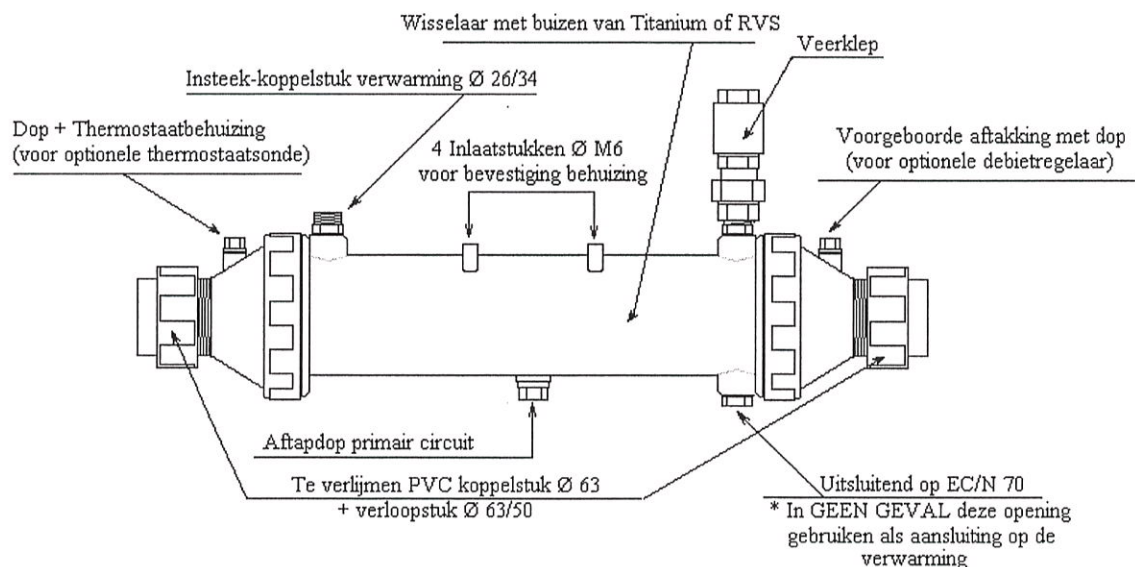 Wisselaar met buizen van Titanium of RVS
Veerklep
Insteek-koppelstuk verwarming Ø 26/34
Dop + Thermostaatbehuizing
(voor optionele thermostaatsonde)
4 Inlaatstukken Ø M6
voor bevestiging behuizing
Voorgeboorde aftakking met dop
(voor optionele debietregelaar)
Aftapdop primair circuit
Te verlijmen PVC koppelstuk Ø 63
+ verloopstuk Ø 63/50
Uitsluitend op EC/N 70
* In GEEN GEVAL deze opening
gebruiken als aansluiting op de
verwarming